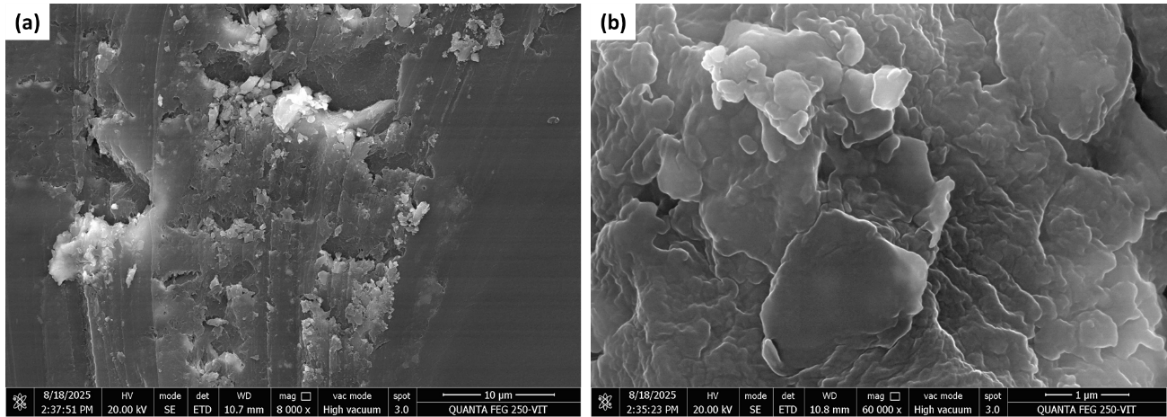 (a)
8/18/2025 HV mode det WD mag □ vac mode spot 10 µm
2:37:51 PM 20.00 kV SE ETD 10.7 mm 8 000 x High vacuum 3.0 QUANTA FEG 250-VIT
(b)
8/18/2025 HV mode det WD mag □ vac mode spot 1 µm
2:35:23 PM 20.00 kV SE ETD 10.8 mm 60 000 x High vacuum 3.0 QUANTA FEG 250-VIT